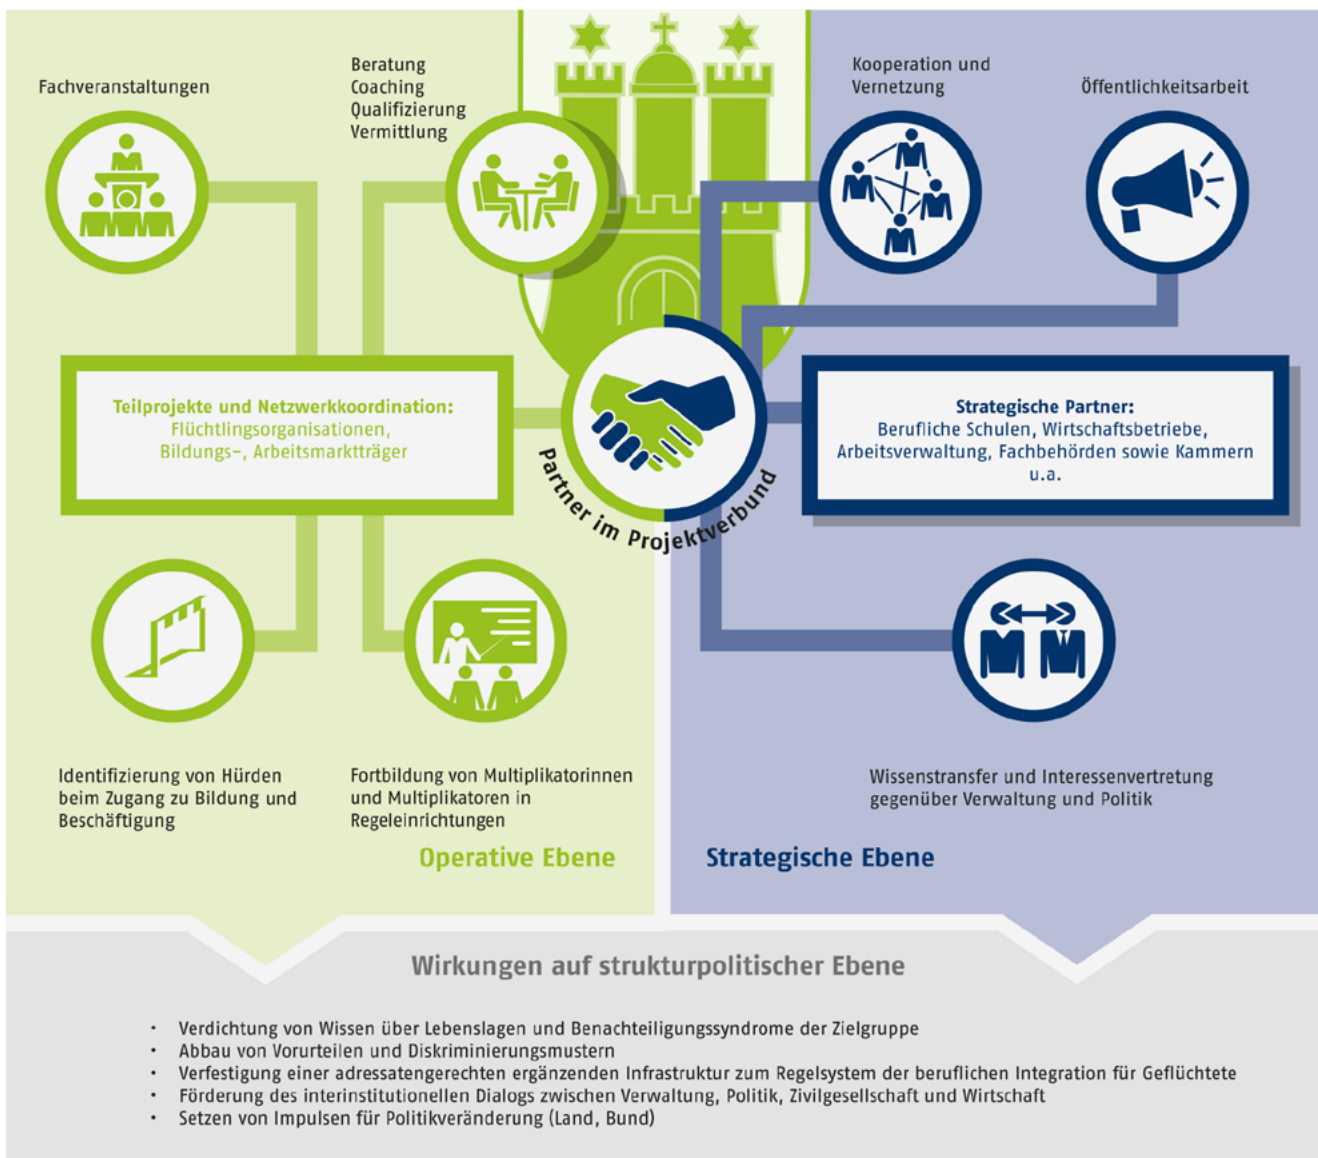 Fachveranstaltungen
Beratung
Coaching
Qualifizierung
Vermittlung
Kooperation und
Vernetzung
Öffentlichkeitsarbeit
Teilprojekte und Netzwerkkoordination:
Flüchtlingsorganisationen,
Bildungs-, Arbeitsmarktträger
Partner im Projektverbund
Strategische Partner:
Berufliche Schulen, Wirtschaftsbetriebe,
Arbeitsverwaltung, Fachbehörden sowie Kammern
u.a.
Identifizierung von Hürden
beim Zugang zu Bildung und
Beschäftigung
Fortbildung von Multiplikatorinnen
und Multiplikatoren in
Regeleinrichtungen
Wissenstransfer und Interessenvertretung
gegenüber Verwaltung und Politik
Operative Ebene
Strategische Ebene
Wirkungen auf strukturpolitischer Ebene
• Verdichtung von Wissen über Lebenslagen und Benachteiligungssyndrome der Zielgruppe
• Abbau von Vorurteilen und Diskriminierungsmustern
• Verfestigung einer adressatengerechten ergänzenden Infrastruktur zum Regelsystem der beruflichen Integration für Geflüchtete
• Förderung des interinstitutionellen Dialogs zwischen Verwaltung, Politik, Zivilgesellschaft und Wirtschaft
• Setzen von Impulsen für Politikveränderung (Land, Bund)